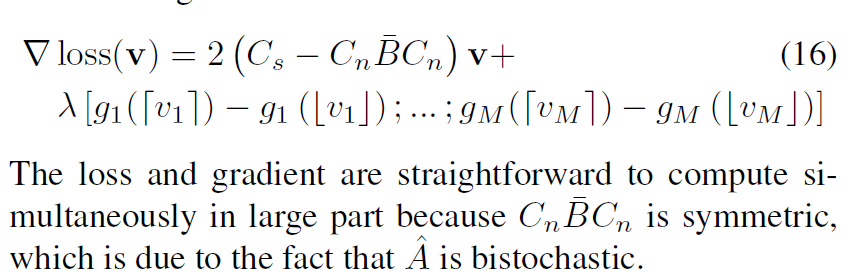 ∇ loss(v) = 2 (C_s − C_n B̄ C_n) v+ (16)
λ [g_1(⌈v_1⌉) − g_1 (⌊v_1⌋) ; ... ; g_M(⌈v_M⌉) − g_M (⌊v_M⌋)]
The loss and gradient are straightforward to compute si-
multaneously in large part because C_n B̄ C_n is symmetric,
which is due to the fact that Â is bistochastic.